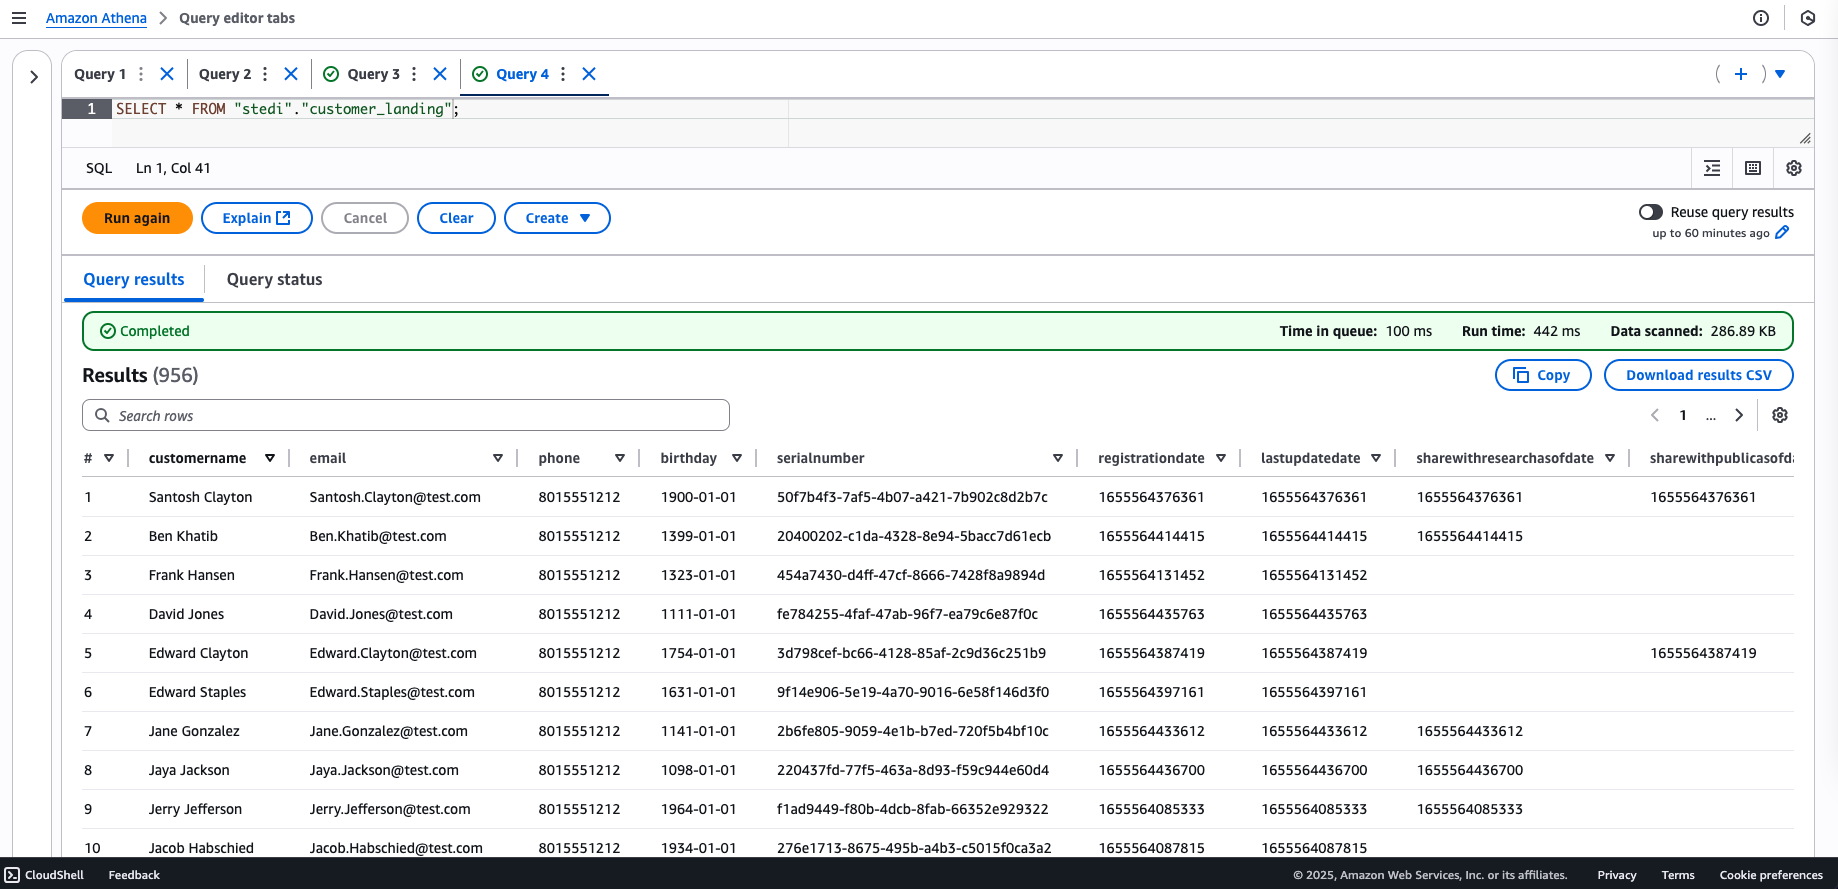 Amazon Athena > Query editor tabs
Query 1 Query 2 Query 3 Query 4
1 SELECT * FROM "stedi"."customer_landing";
SQL Ln 1, Col 41
Run again Explain Cancel Clear Create
Reuse query results
up to 60 minutes ago
Query results Query status
Completed Time in queue: 100 ms Run time: 442 ms Data scanned: 286.89 KB
Results (956) Copy Download results CSV
Search rows 1 ...
# customername email phone birthday serialnumber registrationdate lastupdatedate sharewithresearchasofdate sharewithpublicasofda
1 Santosh Clayton Santosh.Clayton@test.com 8015551212 1900-01-01 50f7b4f3-7af5-4b07-a421-7b902c8d2b7c 1655564376361 1655564376361 1655564376361 1655564376361
2 Ben Khatib Ben.Khatib@test.com 8015551212 1399-01-01 20400202-c1da-4328-8e94-5bacc7d61ecb 1655564414415 1655564414415 1655564414415
3 Frank Hansen Frank.Hansen@test.com 8015551212 1323-01-01 454a7430-d4ff-47cf-8666-7428f8a9894d 1655564131452 1655564131452
4 David Jones David.Jones@test.com 8015551212 1111-01-01 fe784255-4faf-47ab-96f7-ea79c6e87f0c 1655564435763 1655564435763
5 Edward Clayton Edward.Clayton@test.com 8015551212 1754-01-01 3d798cef-bc66-4128-85af-2c9d36c251b9 1655564387419 1655564387419 1655564387419
6 Edward Staples Edward.Staples@test.com 8015551212 1631-01-01 9f14e906-5e19-4a70-9016-6e58f146d3f0 1655564397161 1655564397161
7 Jane Gonzalez Jane.Gonzalez@test.com 8015551212 1141-01-01 2b6fe805-9059-4e1b-b7ed-720f5b4bf10c 1655564433612 1655564433612 1655564433612
8 Jaya Jackson Jaya.Jackson@test.com 8015551212 1098-01-01 220437fd-77f5-463a-8d93-f59c944e60d4 1655564436700 1655564436700 1655564436700
9 Jerry Jefferson Jerry.Jefferson@test.com 8015551212 1964-01-01 f1ad9449-f80b-4dcb-8fab-66352e929322 1655564085333 1655564085333 1655564085333
10 Jacob Habschied Jacob.Habschied@test.com 8015551212 1934-01-01 276e1713-8675-495b-a4b3-c5015f0ca3a2 1655564087815 1655564087815
CloudShell Feedback © 2025, Amazon Web Services, Inc. or its affiliates. Privacy Terms Cookie preferences